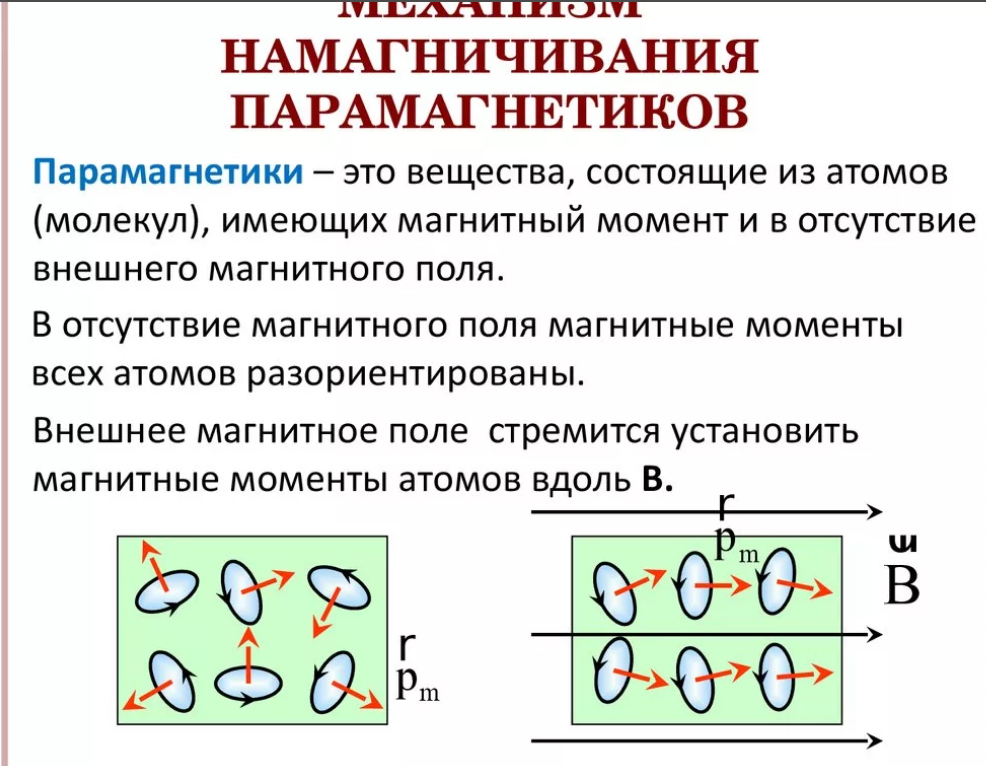 МЕХАНИЗМ
НАМАГНИЧИВАНИЯ
ПАРАМАГНЕТИКОВ
Парамагнетики – это вещества, состоящие из атомов
(молекул), имеющих магнитный момент и в отсутствие
внешнего магнитного поля.
В отсутствие магнитного поля магнитные моменты
всех атомов разориентированы.
Внешнее магнитное поле стремится установить
магнитные моменты атомов вдоль B.
r
pm
ш
B
r
pm